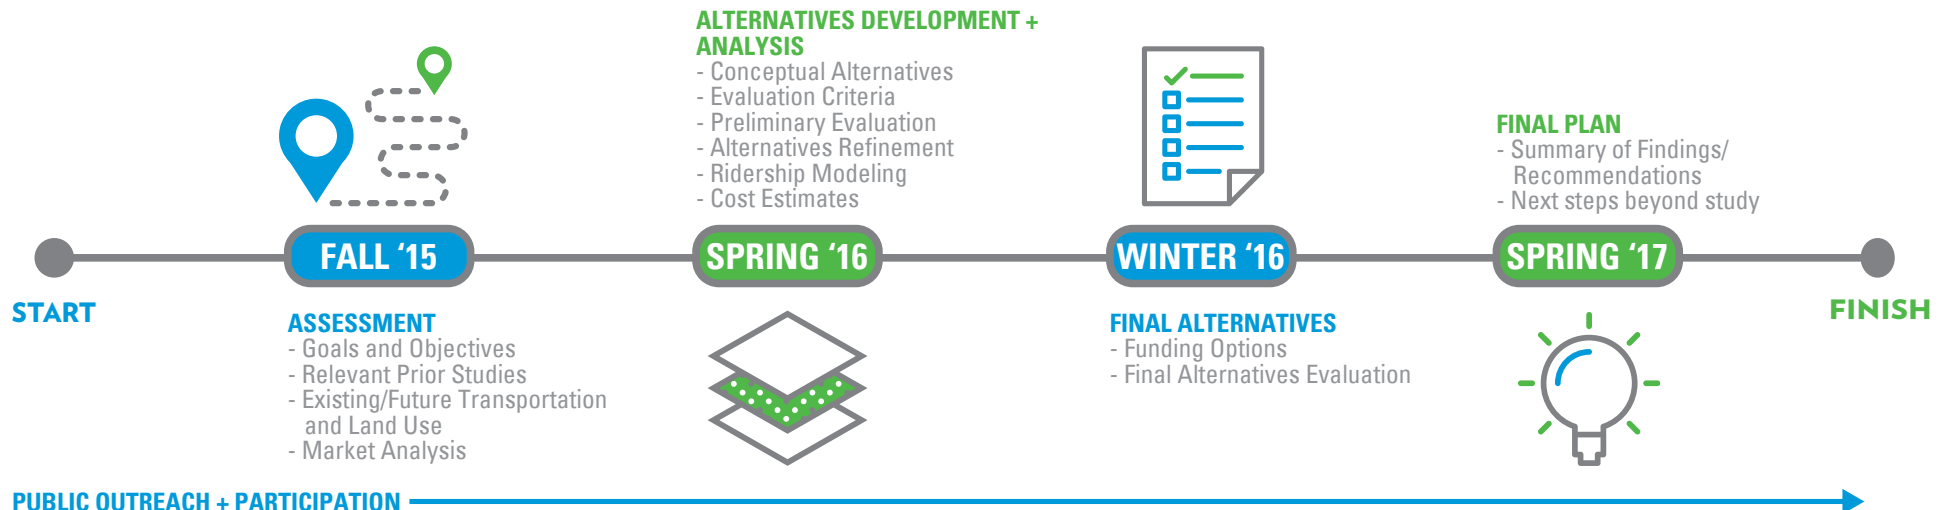 START
FALL ‘15
ASSESSMENT
- Goals and Objectives
- Relevant Prior Studies
- Existing/Future Transportation
and Land Use
- Market Analysis
ALTERNATIVES DEVELOPMENT +
ANALYSIS
- Conceptual Alternatives
- Evaluation Criteria
- Preliminary Evaluation
- Alternatives Refinement
- Ridership Modeling
- Cost Estimates
SPRING ‘16
WINTER ‘16
FINAL ALTERNATIVES
- Funding Options
- Final Alternatives Evaluation
FINAL PLAN
- Summary of Findings/
Recommendations
- Next steps beyond study
SPRING ‘17
FINISH
PUBLIC OUTREACH + PARTICIPATION